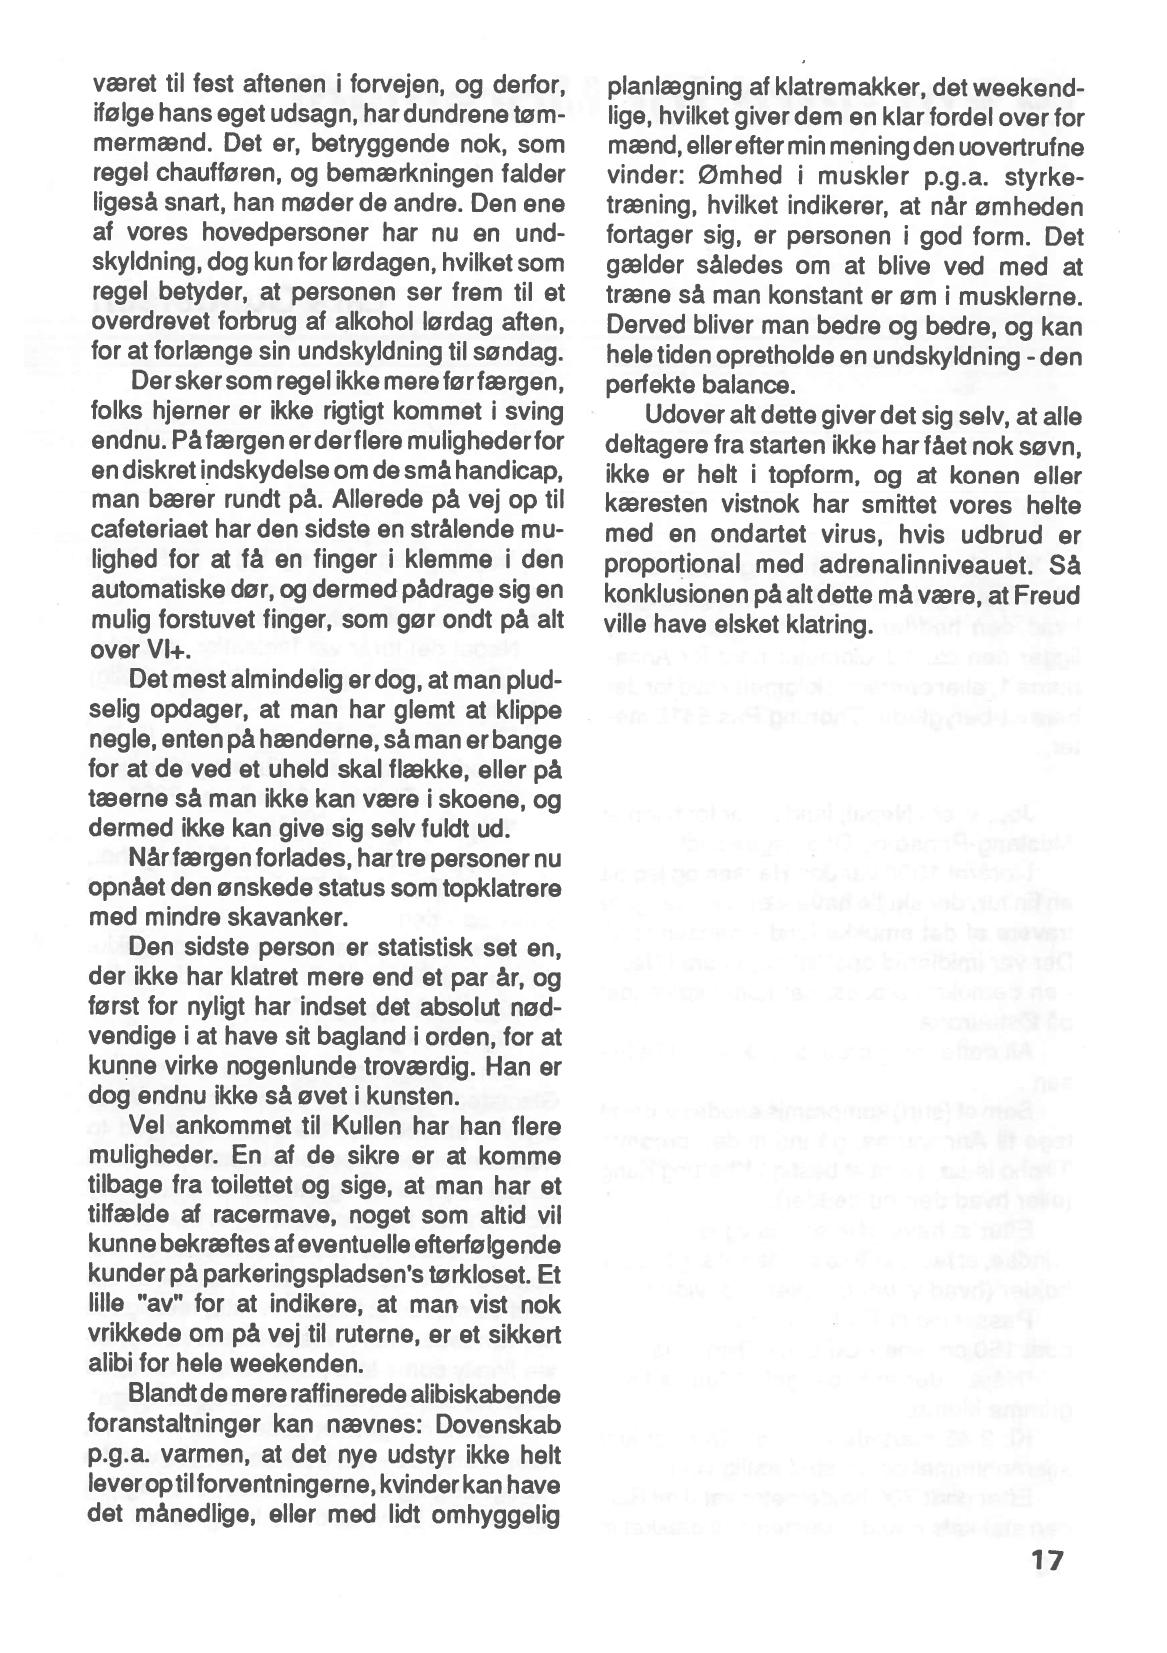 været til fest aftenen i forvejen, og derfor,
ifølge hans eget udsagn, har dundrene tøm-
mermænd. Det er, betryggende nok, som
regel chaufføren, og bemærkningen falder
ligeså snart, han møder de andre. Den ene
af vores hovedpersoner har nu en und-
skyldning, dog kun for lørdagen, hvilket som
regel betyder, at personen ser frem til et
overdrevet forbrug af alkohol lørdag aften,
for at forlænge sin undskyldning til søndag.
Der sker som regel ikke mere før færgen,
folks hjerner er ikke rigtigt kommet i sving
endnu. På færgen er der flere muligheder for
en diskret indskydelse om de små handicap,
man bærer rundt på. Allerede på vej op til
cafeteriaet har den sidste en strålende mu-
lighed for at få en finger i klemme i den
automatiske dør, og dermed pådrage sig en
mulig forstuvet finger, som gør ondt på alt
over VI+.
Det mest almindelig er dog, at man plud-
selig opdager, at man har glemt at klippe
negle, enten på hænderne, så man er bange
for at de ved et uheld skal flække, eller på
tæerne så man ikke kan være i skoene, og
dermed ikke kan give sig selv fuldt ud.
Når færgen forlades, har tre personer nu
opnået den ønskede status som topklatrere
med mindre skavanker.
Den sidste person er statistisk set en,
der ikke har klatret mere end et par år, og
først for nyligt har indset det absolut nød-
vendige i at have sit bagland i orden, for at
kunne virke nogenlunde troværdig. Han er
dog endnu ikke så øvet i kunsten.
Vel ankommet til Kullen har han flere
muligheder. En af de sikre er at komme
tilbage fra toilettet og sige, at man har et
tilfælde af racermave, noget som altid vil
kunne bekræftes af eventuelle efterfølgende
kunder på parkeringspladsen's tørkloset. Et
lille "av" for at indikere, at man vist nok
vrikkede om på vej til ruterne, er et sikkert
alibi for hele weekenden.
Blandt de mere raffinerede alibiskabende
foranstaltninger kan nævnes: Dovenskab
p.g.a. varmen, at det nye udstyr ikke helt
lever op til forventningerne, kvinder kan have
det månedlige, eller med lidt omhyggelig
planlægning af klatremakker, det weekend-
lige, hvilket giver dem en klar fordel over for
mænd, eller efter min mening den uovertrufne
vinder: Ømhed i muskler p.g.a. styrke-
træning, hvilket indikerer, at når ømheden
fortager sig, er personen i god form. Det
gælder således om at blive ved med at
træne så man konstant er øm i musklerne.
Derved bliver man bedre og bedre, og kan
hele tiden opretholde en undskyldning - den
perfekte balance.
Udover alt dette giver det sig selv, at alle
deltagere fra starten ikke har fået nok søvn,
ikke er helt i topform, og at konen eller
kæresten vistnok har smittet vores helte
med en ondartet virus, hvis udbrud er
proportional med adrenalinniveauet. Så
konklusionen på alt dette må være, at Freud
ville have elsket klatring.
17